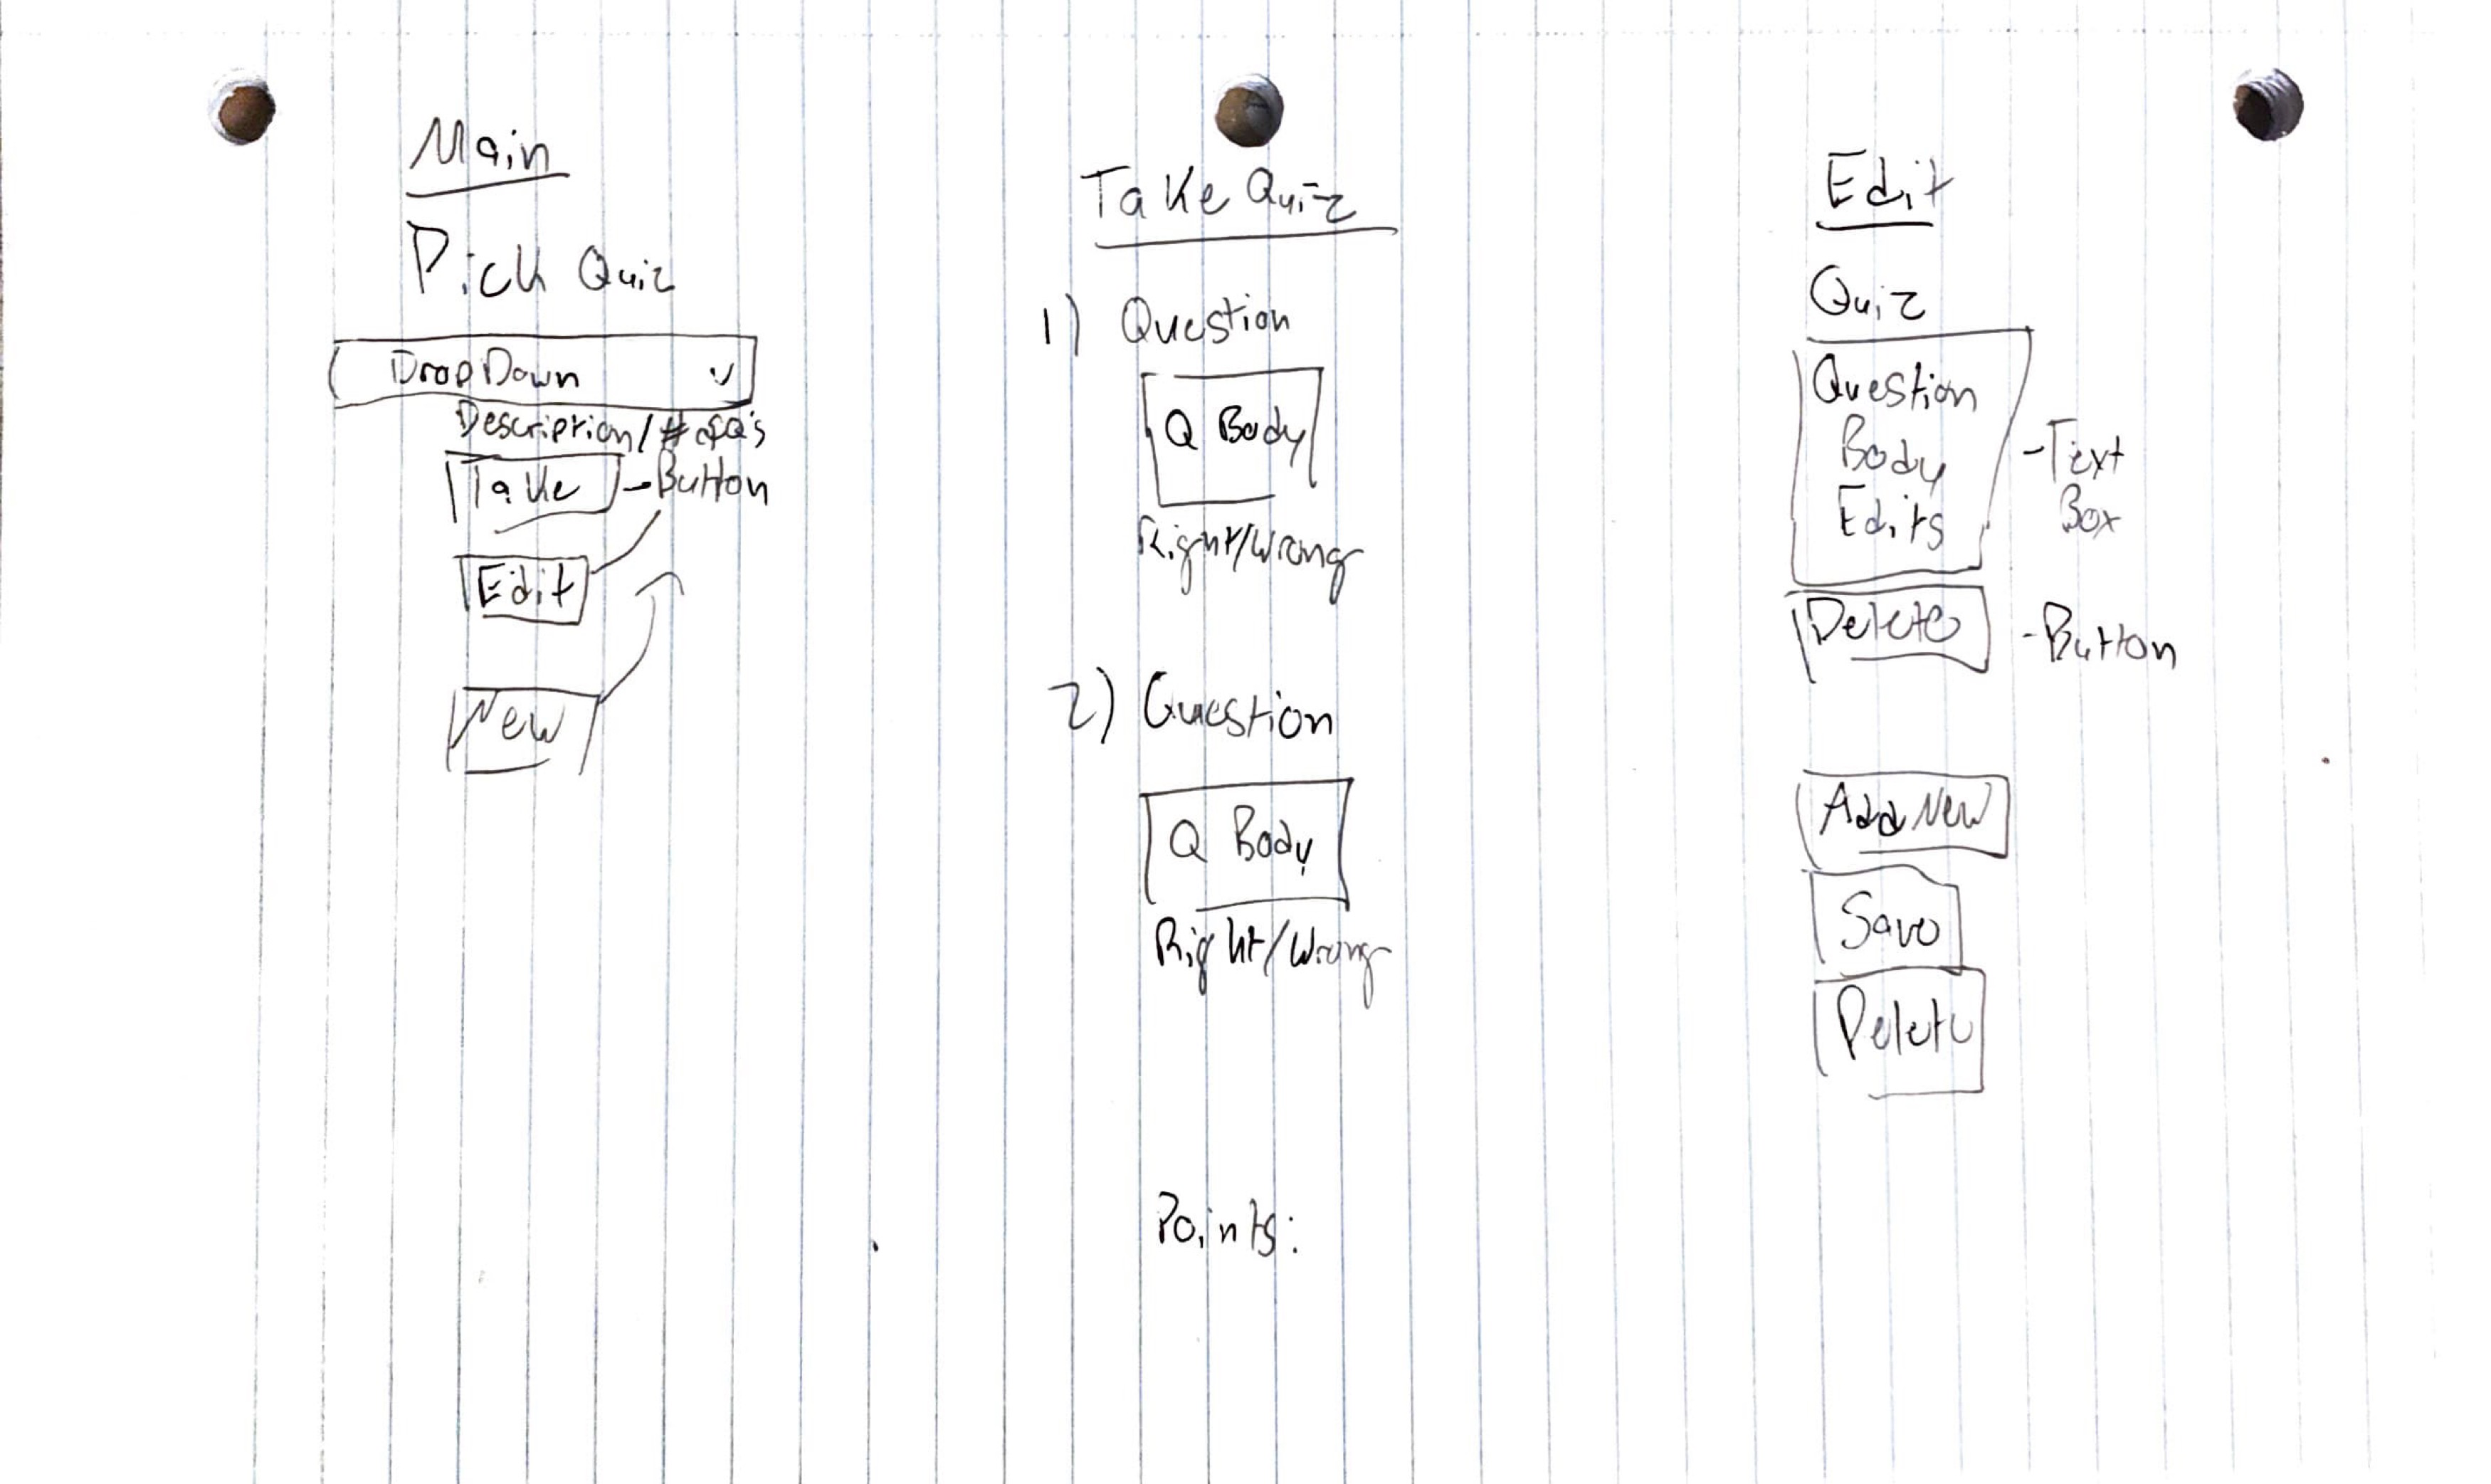 Main
Pick Quiz
DropDown
Description/# of Q's
Take - Button
Edit
New
Take Quiz
1) Question
Q Body
Right/Wrong
2) Question
Q Body
Right/Wrong
Points:
Edit
Quiz
Question
Body
Edits
- Text
Box
Delete - Button
Add New
Save
Delete